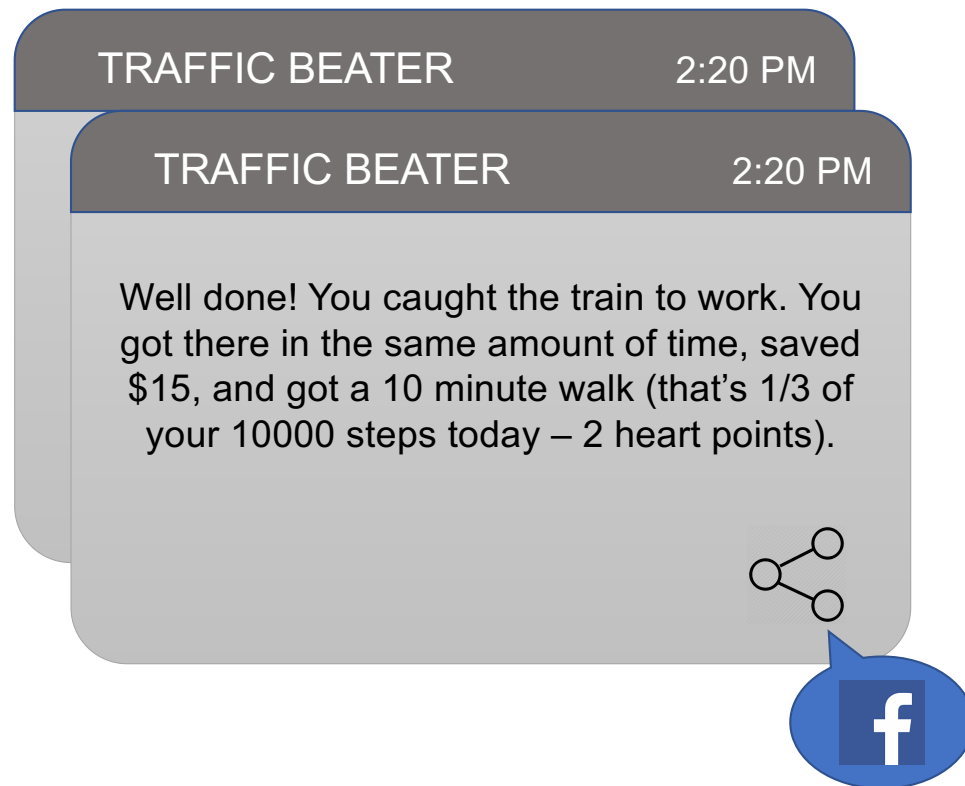 TRAFFIC BEATER 2:20 PM
TRAFFIC BEATER 2:20 PM
Well done! You caught the train to work. You
got there in the same amount of time, saved
$15, and got a 10 minute walk (that’s 1/3 of
your 10000 steps today – 2 heart points).
f